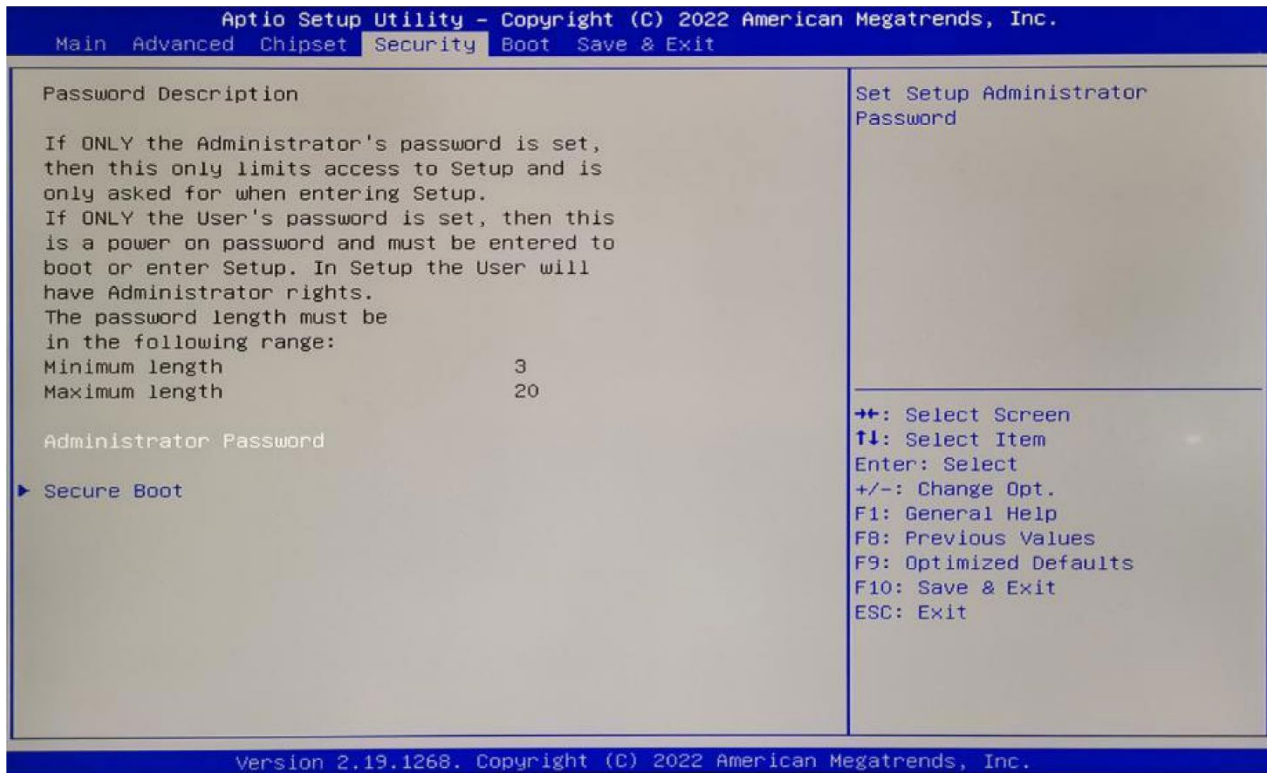 Aptio Setup Utility – Copyright (C) 2022 American Megatrends, Inc.
Main Advanced Chipset Security Boot Save & Exit
Password Description
If ONLY the Administrator's password is set,
then this only limits access to Setup and is
only asked for when entering Setup.
If ONLY the User's password is set, then this
is a power on password and must be entered to
boot or enter Setup. In Setup the User will
have Administrator rights.
The password length must be
in the following range:
Minimum length 3
Maximum length 20
Administrator Password
► Secure Boot
Set Setup Administrator
Password
→←: Select Screen
↑↓: Select Item
Enter: Select
+/-: Change Opt.
F1: General Help
F8: Previous Values
F9: Optimized Defaults
F10: Save & Exit
ESC: Exit
Version 2.19.1268. Copyright (C) 2022 American Megatrends, Inc.